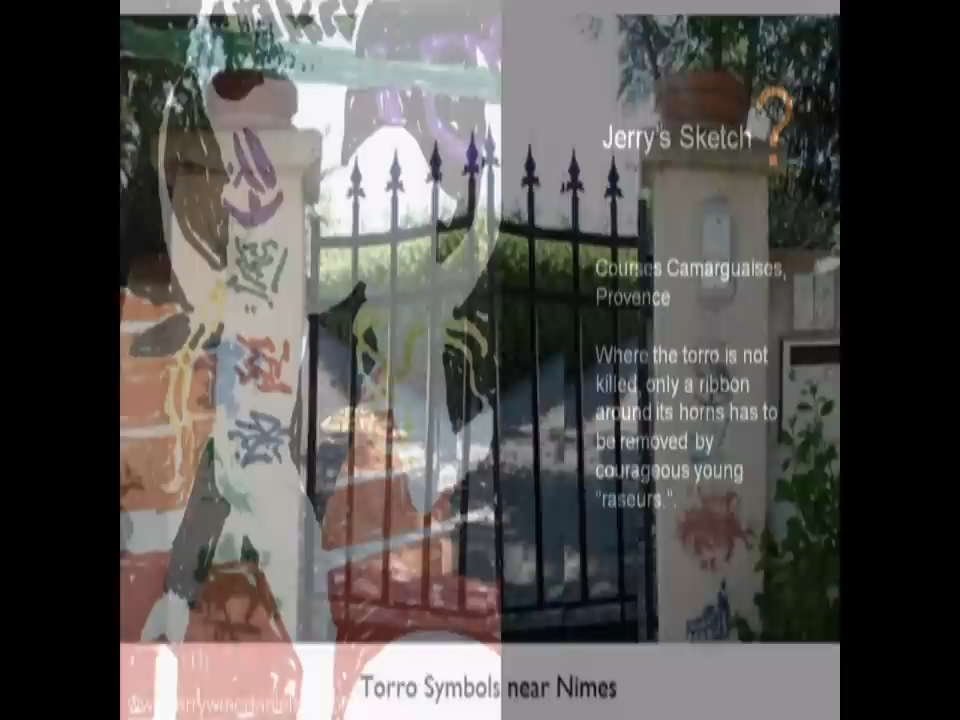 Jerry's Sketch ?
Courses Camarguaises,
Provence
Where the torro is not
killed, only a ribbon
around its horns has to
be removed by
courageous young
"raseurs.".
Torro Symbols near Nimes